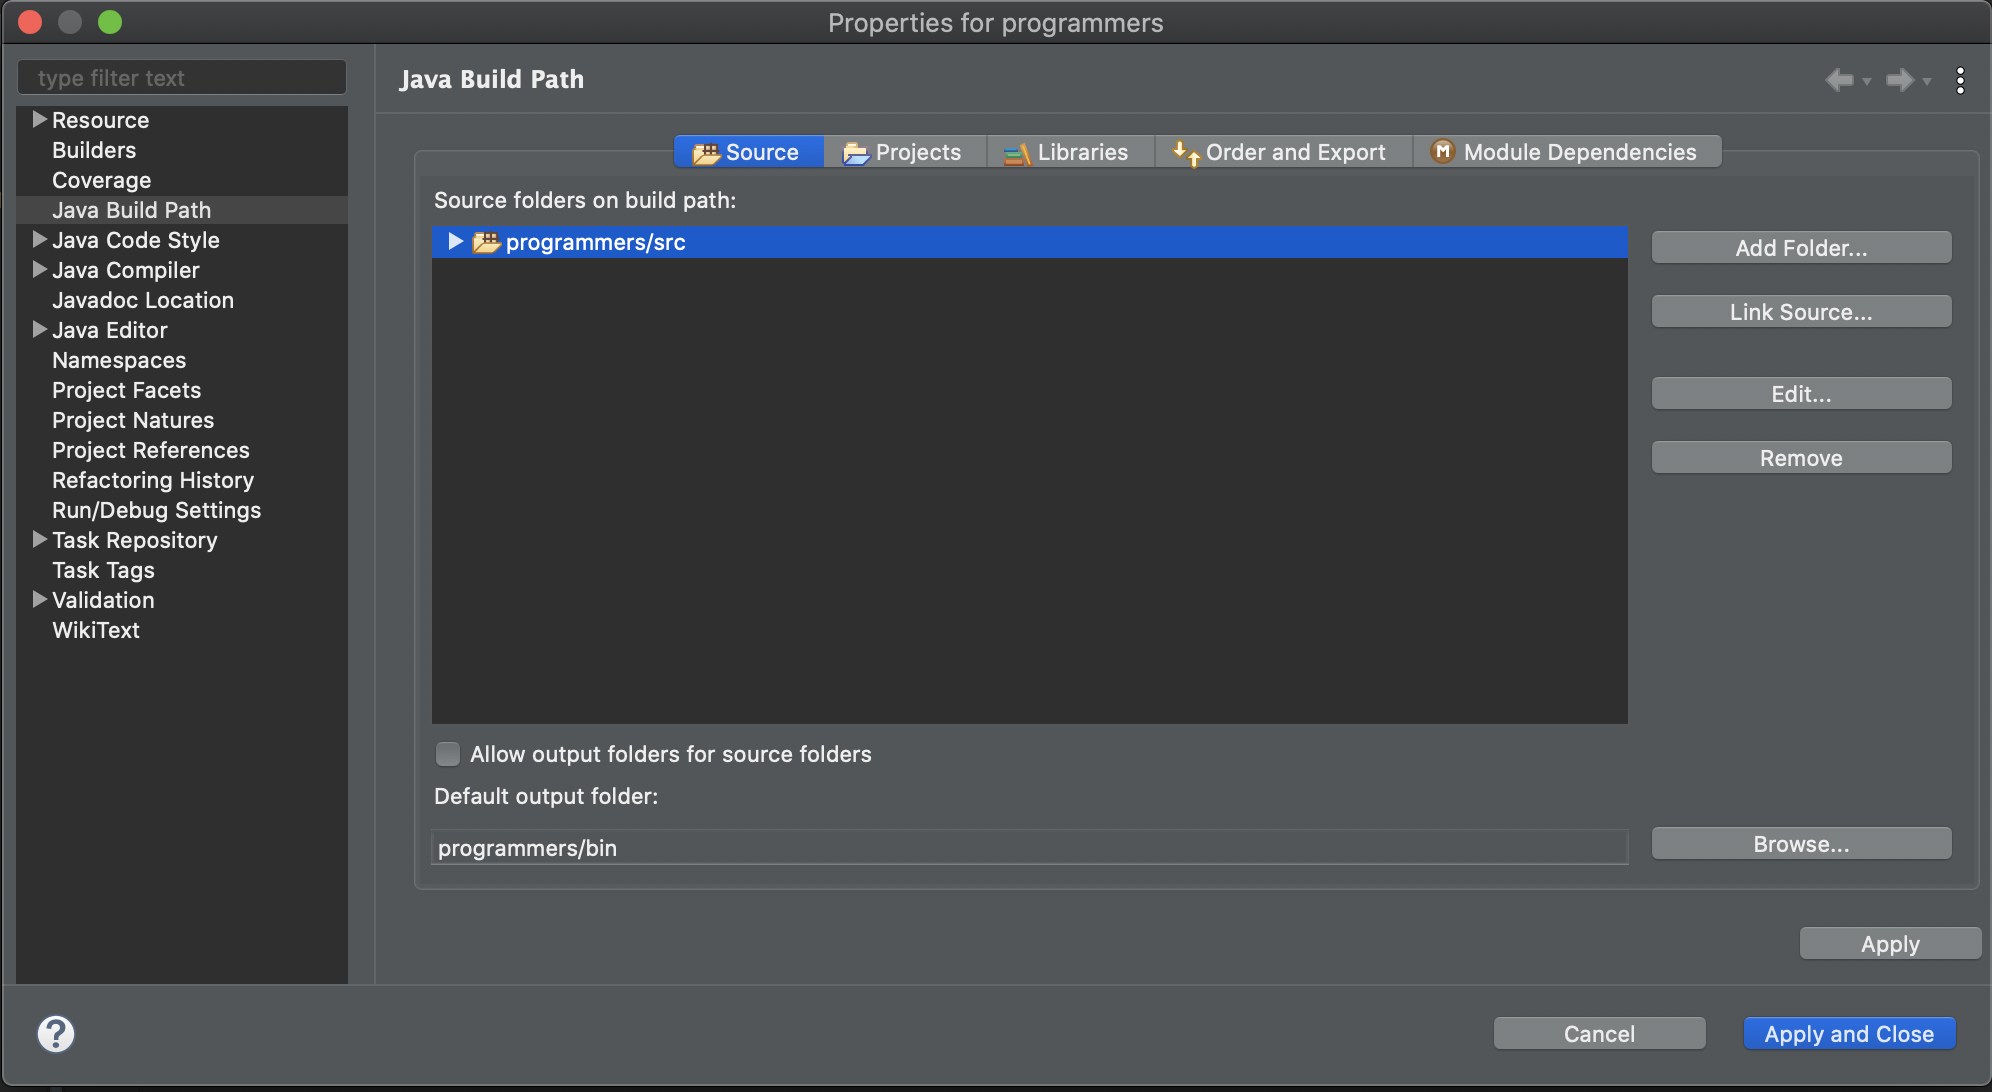 Properties for programmers
type filter text
Resource
Builders
Coverage
Java Build Path
Java Code Style
Java Compiler
Javadoc Location
Java Editor
Namespaces
Project Facets
Project Natures
Project References
Refactoring History
Run/Debug Settings
Task Repository
Task Tags
Validation
WikiText
Java Build Path
Source Projects Libraries Order and Export M Module Dependencies
Source folders on build path:
programmers/src
Add Folder...
Link Source...
Edit...
Remove
Allow output folders for source folders
Default output folder:
programmers/bin
Browse...
Apply
?
Cancel
Apply and Close